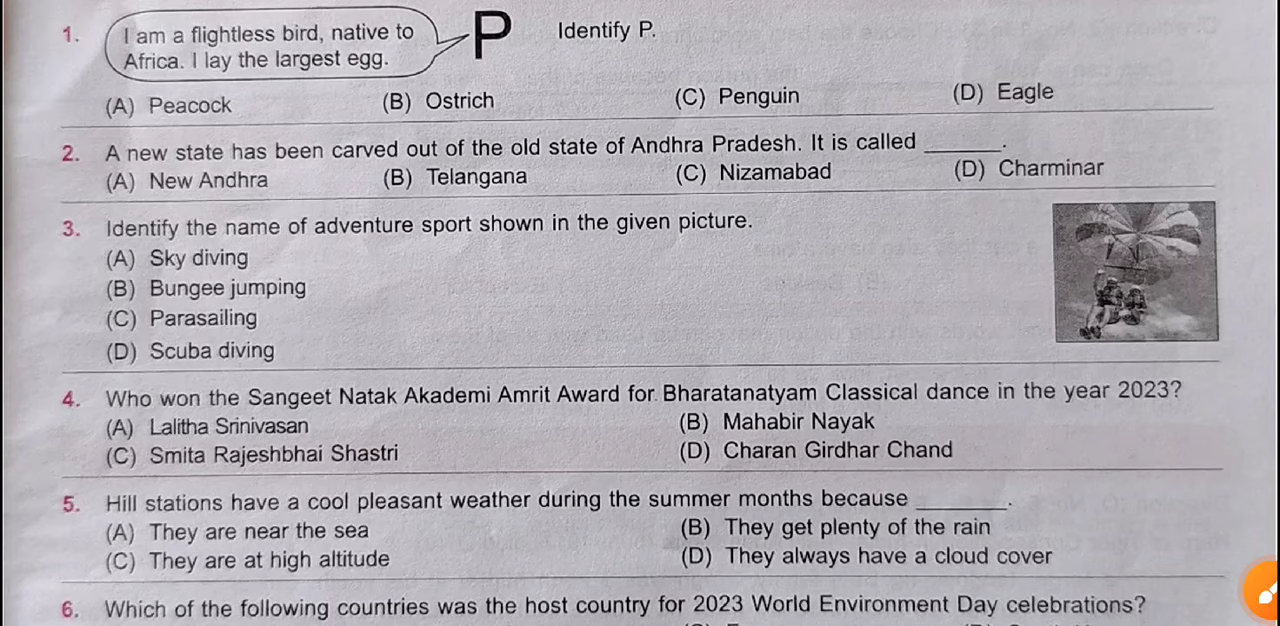 1. I am a flightless bird, native to Africa. I lay the largest egg. P Identify P.
(A) Peacock (B) Ostrich (C) Penguin (D) Eagle
2. A new state has been carved out of the old state of Andhra Pradesh. It is called ______.
(A) New Andhra (B) Telangana (C) Nizamabad (D) Charminar
3. Identify the name of adventure sport shown in the given picture.
(A) Sky diving
(B) Bungee jumping
(C) Parasailing
(D) Scuba diving
4. Who won the Sangeet Natak Akademi Amrit Award for Bharatanatyam Classical dance in the year 2023?
(A) Lalitha Srinivasan (B) Mahabir Nayak
(C) Smita Rajeshbhai Shastri (D) Charan Girdhar Chand
5. Hill stations have a cool pleasant weather during the summer months because _______.
(A) They are near the sea (B) They get plenty of the rain
(C) They are at high altitude (D) They always have a cloud cover
6. Which of the following countries was the host country for 2023 World Environment Day celebrations?